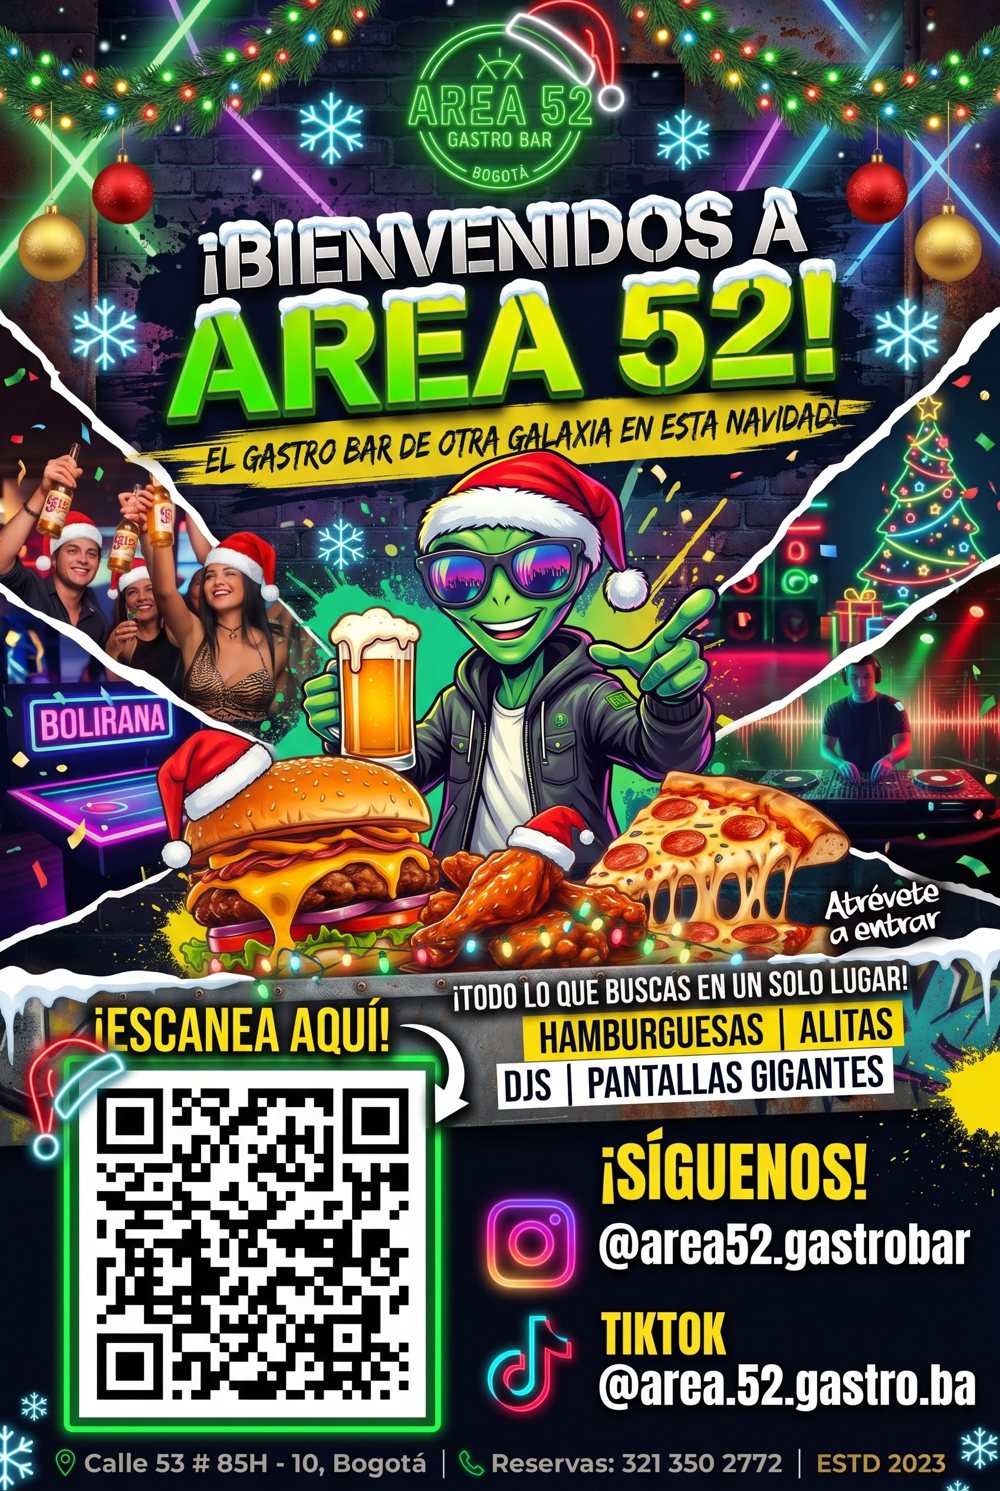 AREA 52
GASTRO BAR
BOGOTÁ
¡BIENVENIDOS A
AREA 52!
EL GASTRO BAR DE OTRA GALAXIA EN ESTA NAVIDAD!
BOLIRANA
Atrévete
a entrar
¡TODO LO QUE BUSCAS EN UN SOLO LUGAR!
HAMBURGUESAS | ALITAS
DJS | PANTALLAS GIGANTES
¡ESCANEA AQUÍ!
¡SÍGUENOS!
@area52.gastrobar
TIKTOK
@area.52.gastro.ba
Calle 53 # 85H - 10, Bogotá | Reservas: 321 350 2772 | ESTD 2023